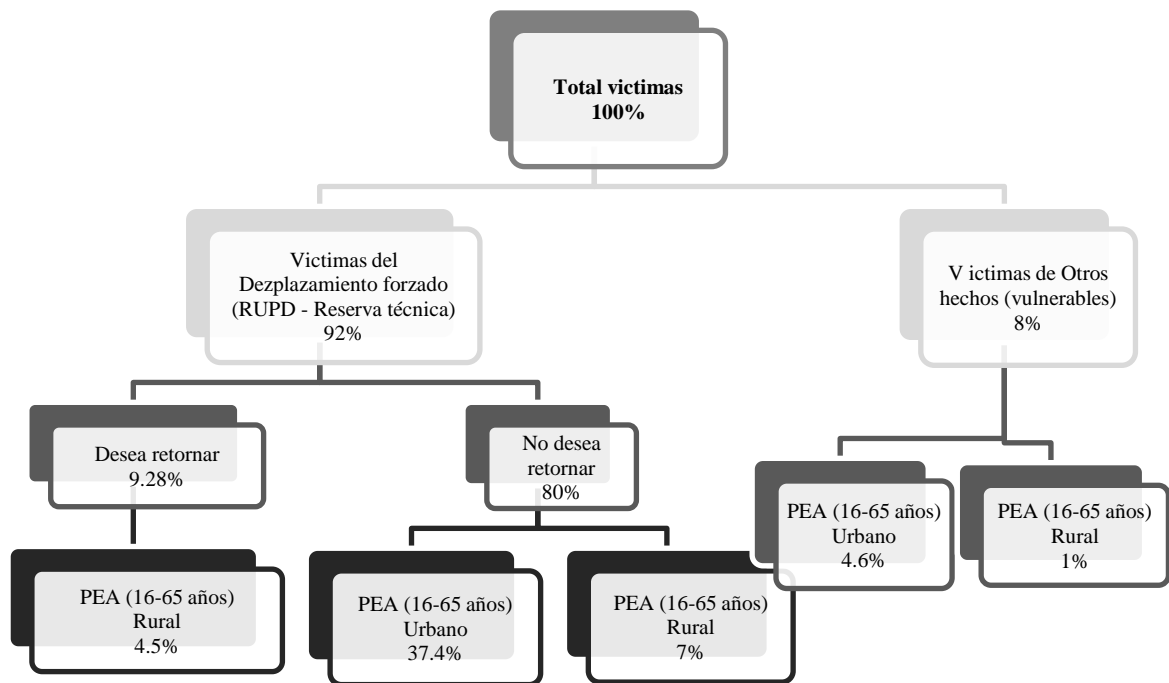 Total victimas
100%
Victimas del
Dezplazamiento forzado
(RUPD - Reserva técnica)
92%
V ictimas de Otros
hechos (vulnerables)
8%
Desea retornar
9.28%
No desea
retornar
80%
PEA (16-65 años)
Urbano
4.6%
PEA (16-65 años)
Rural
1%
PEA (16-65 años)
Rural
4.5%
PEA (16-65 años)
Urbano
37.4%
PEA (16-65 años)
Rural
7%